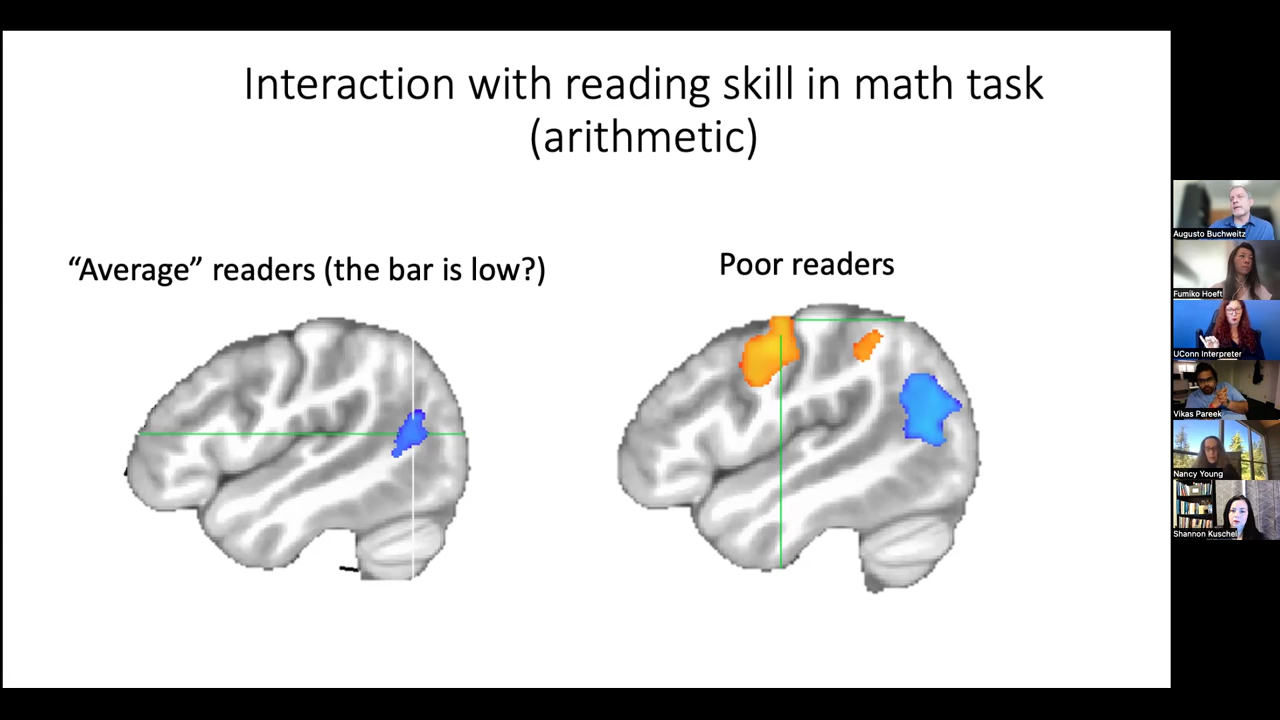 Interaction with reading skill in math task
(arithmetic)
“Average” readers (the bar is low?)
Poor readers
Augusto Buchweitz
Fumiko Hoeft
UConn Interpreter
Vikas Pareek
Nancy Young
Shannon Kuschel